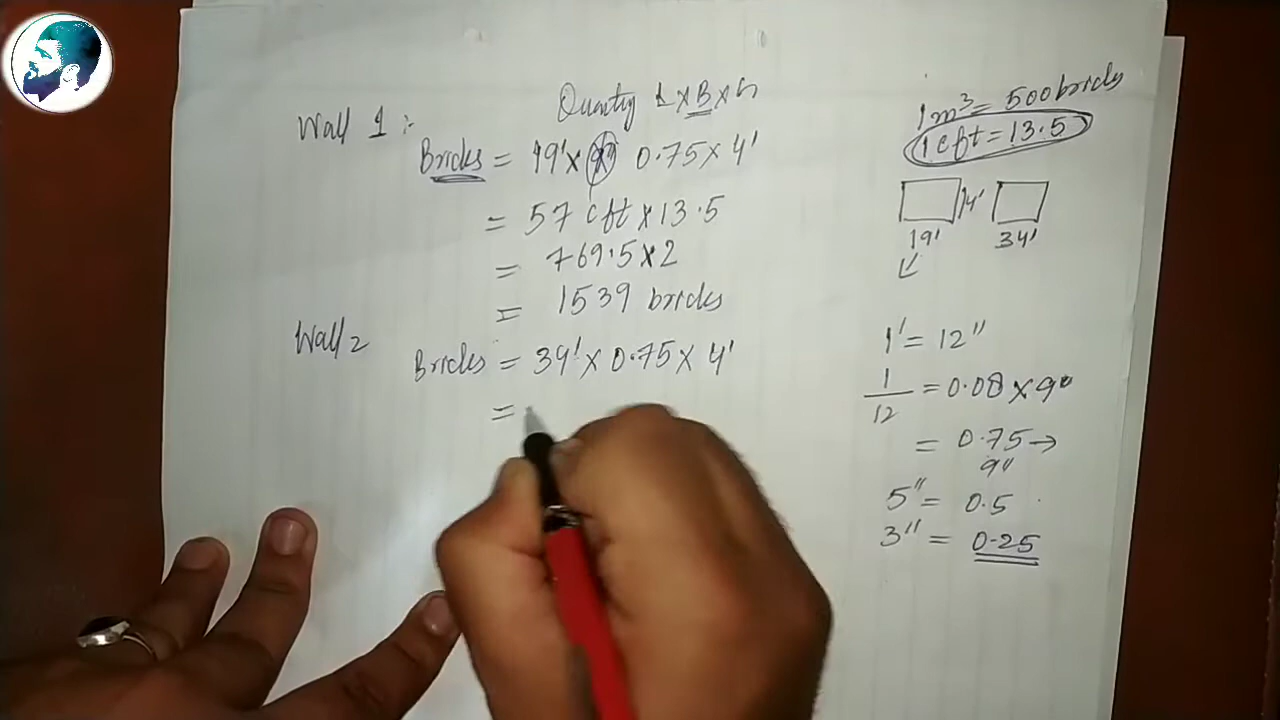 Quantity L x B x h
Wall 1 :-
Bricks = 19' x 0.75 x 4'
= 57 cft x 13.5
= 769.5 x 2
= 1539 bricks
Wall 2
Bricks = 34' x 0.75 x 4'
=
1m³ = 500 bricks
1 cft = 13.5
4'
19' 34'
1' = 12"
1/12 = 0.08 x 9"
= 0.75 →
9"
5" = 0.5
3" = 0.25